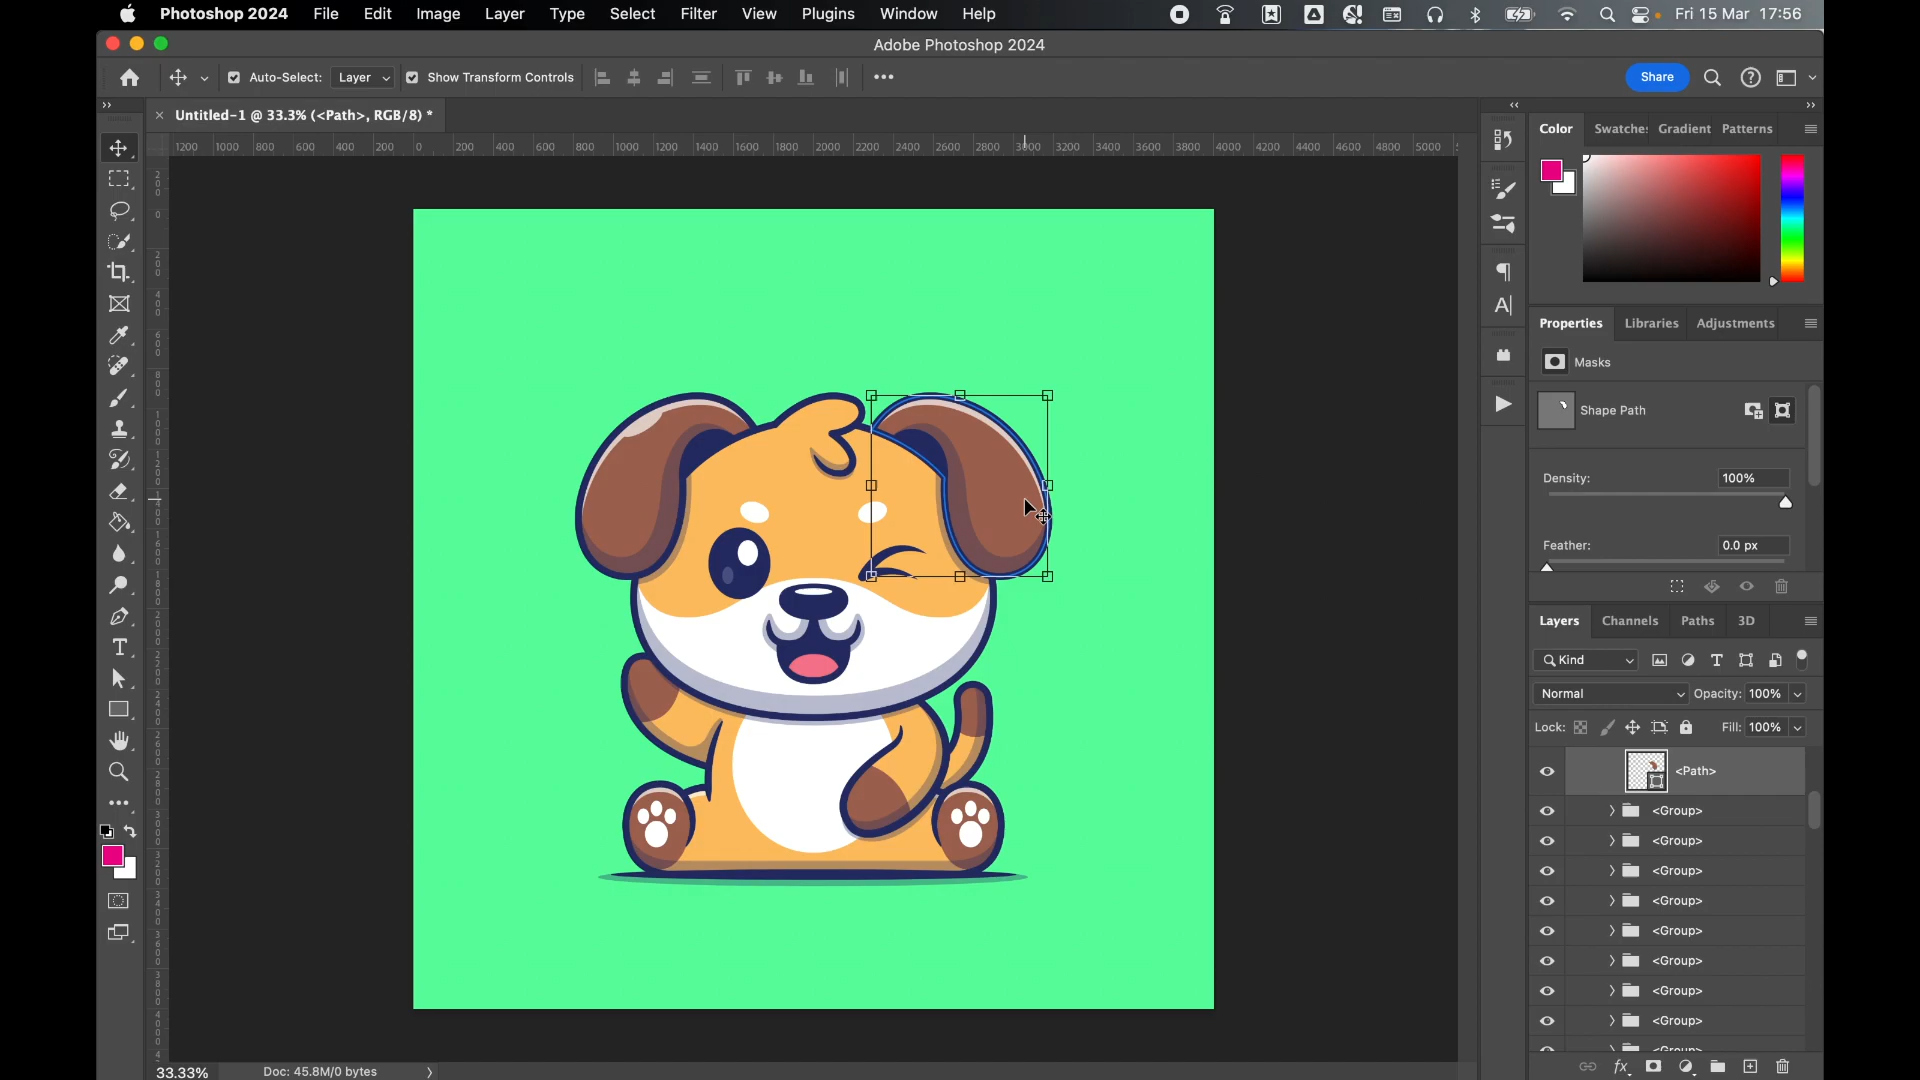 Photoshop 2024 File Edit Image Layer Type Select Filter View Plugins Window Help Fri 15 Mar 17:56
Adobe Photoshop 2024
Auto-Select: Layer Show Transform Controls Share
Untitled-1 @ 33.3% (<Path>, RGB/8) *
1200 1000 800 600 400 200 0 200 400 600 800 1000 1200 1400 1600 1800 2000 2200 2400 2600 2800 3000 3200 3400 3600 3800 4000 4200 4400 4600 4800 5000
Color Swatches Gradient Patterns
Properties Libraries Adjustments
Masks
Shape Path
Density: 100%
Feather: 0.0 px
Layers Channels Paths 3D
Kind
Normal Opacity: 100%
Lock: Fill: 100%
<Path>
<Group>
<Group>
<Group>
<Group>
<Group>
<Group>
<Group>
<Group>
33.33% Doc: 45.8M/0 bytes